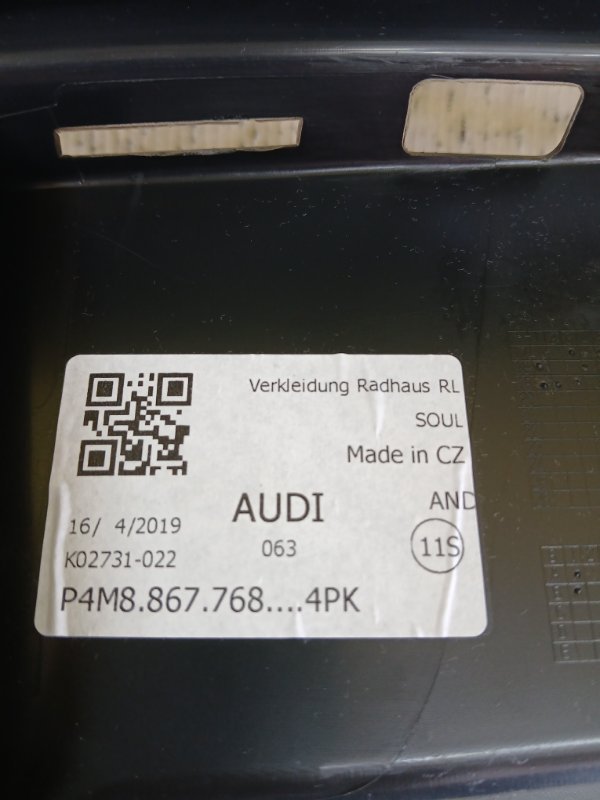 Verkleidung Radhaus RL
SOUL
Made in CZ
AUDI
AND
16/ 4/2019
063
11S
K02731-022
P4M8.867.768....4PK